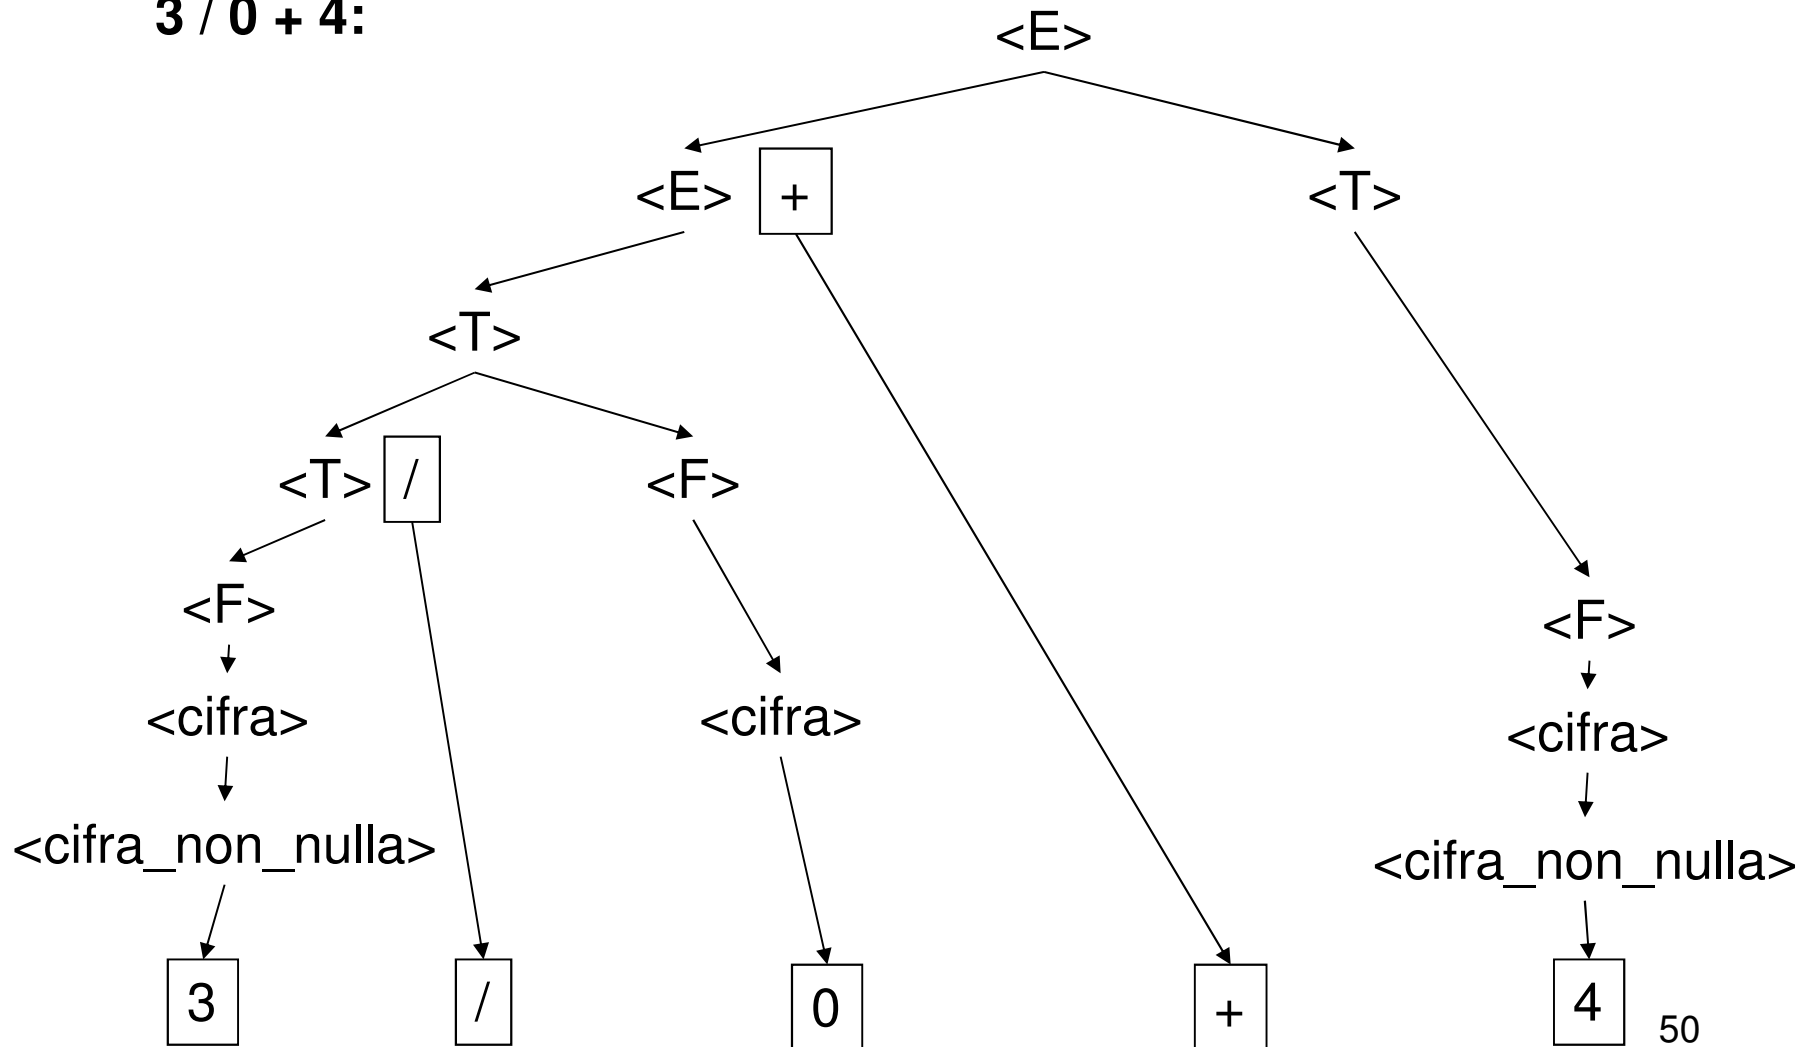 3 / 0 + 4:
<E>
<E> + <T>
<T>
<T> / <F>
<F> <F>
<cifra> <cifra> <cifra>
<cifra_non_nulla> <cifra_non_nulla>
3 / 0 + 4
50